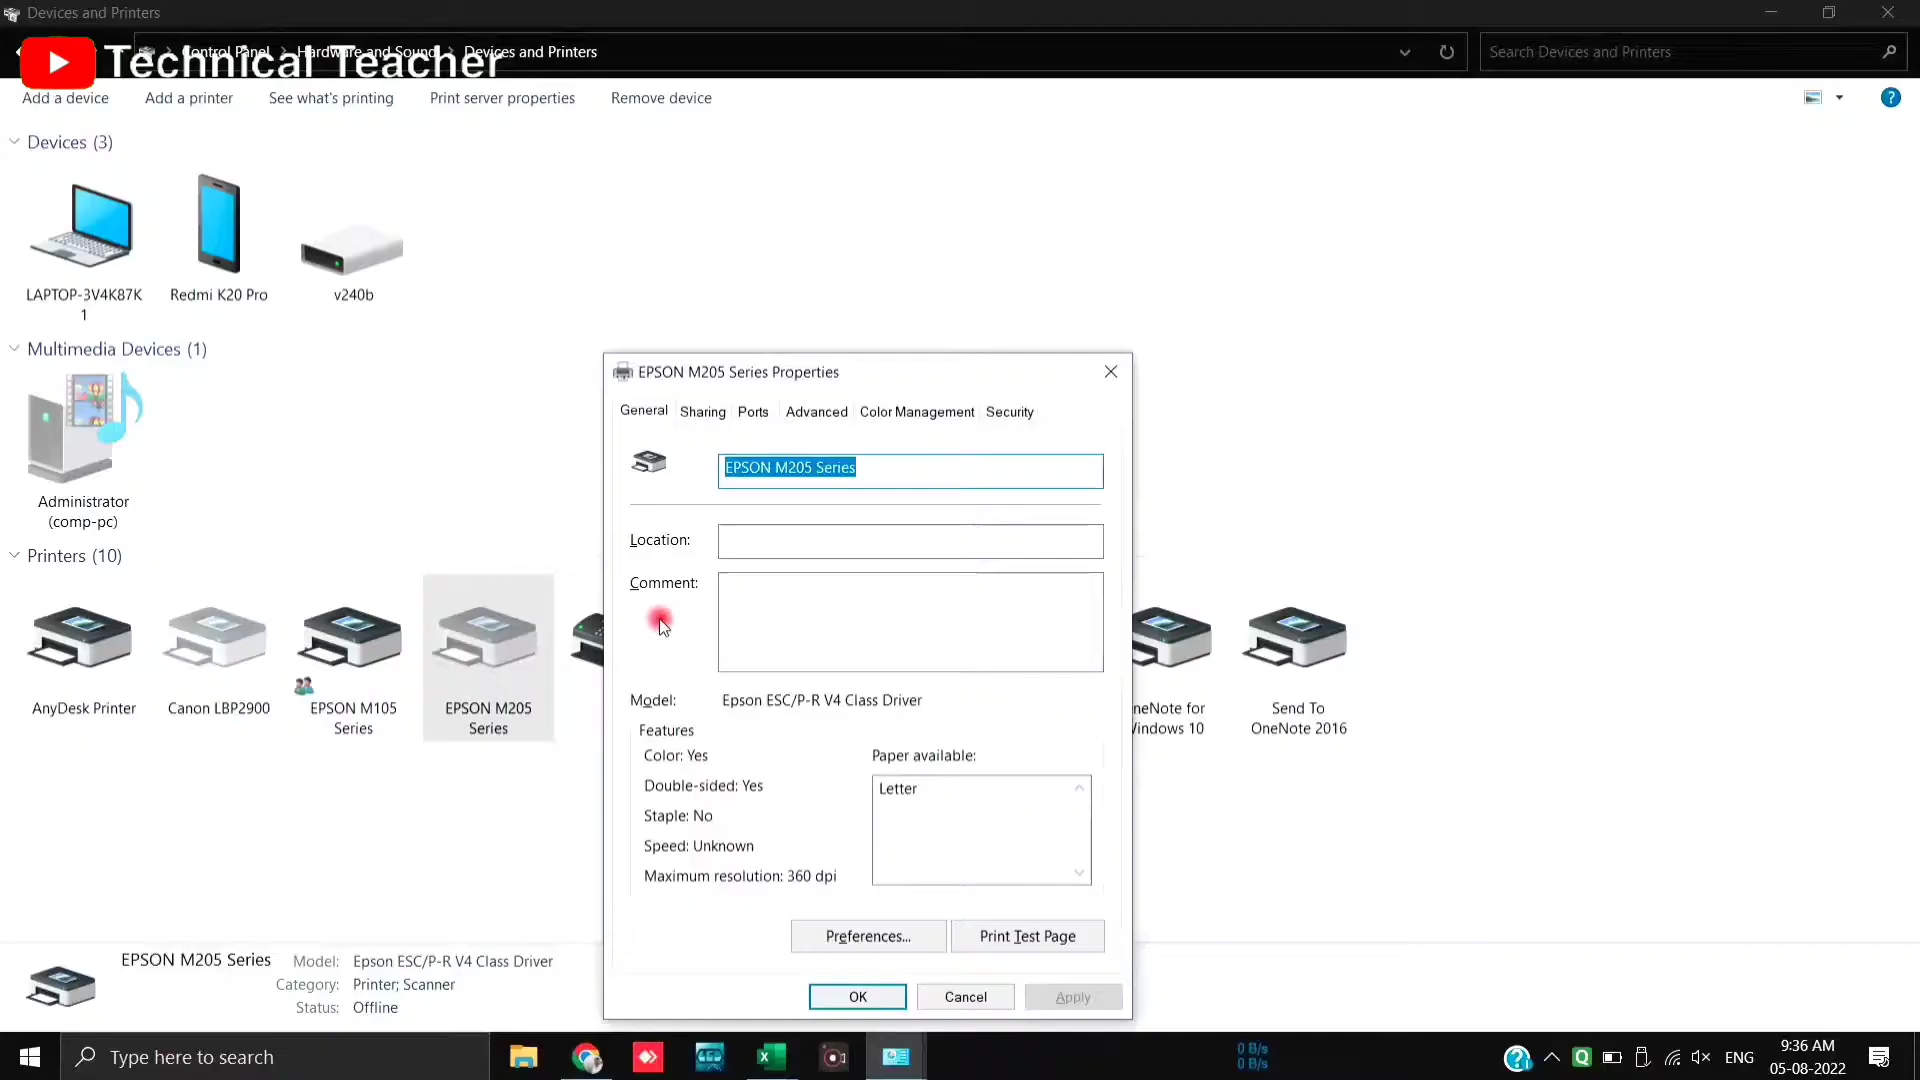 Devices and Printers
Control Panel > Hardware and Sound > Devices and Printers
Search Devices and Printers
Technical Teacher
Add a device
Add a printer
See what's printing
Print server properties
Remove device
?
Devices (3)
LAPTOP-3V4K87K
1
Redmi K20 Pro
v240b
Multimedia Devices (1)
Administrator
(comp-pc)
Printers (10)
AnyDesk Printer
Canon LBP2900
EPSON M105
Series
EPSON M205
Series
neNote for
Windows 10
Send To
OneNote 2016
EPSON M205 Series Properties
General
Sharing
Ports
Advanced
Color Management
Security
EPSON M205 Series
Location:
Comment:
Model: Epson ESC/P-R V4 Class Driver
Features
Color: Yes
Double-sided: Yes
Staple: No
Speed: Unknown
Maximum resolution: 360 dpi
Paper available:
Letter
Preferences...
Print Test Page
OK
Cancel
Apply
EPSON M205 Series
Model: Epson ESC/P-R V4 Class Driver
Category: Printer; Scanner
Status: Offline
Type here to search
0 B/s
0 B/s
ENG
9:36 AM
05-08-2022